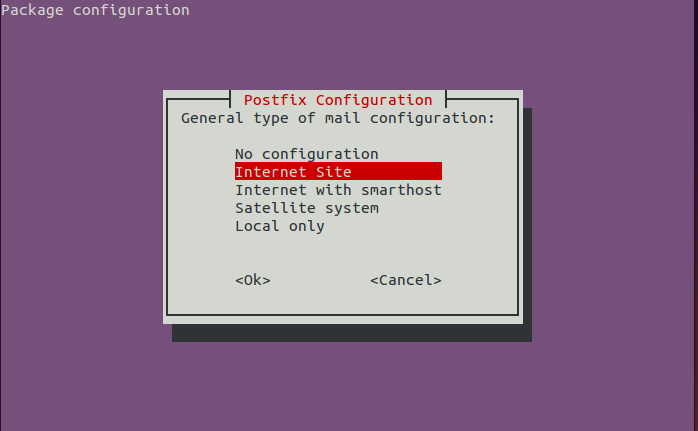 Package configuration
Postfix Configuration
General type of mail configuration:
No configuration
Internet Site
Internet with smarthost
Satellite system
Local only
<Ok> <Cancel>